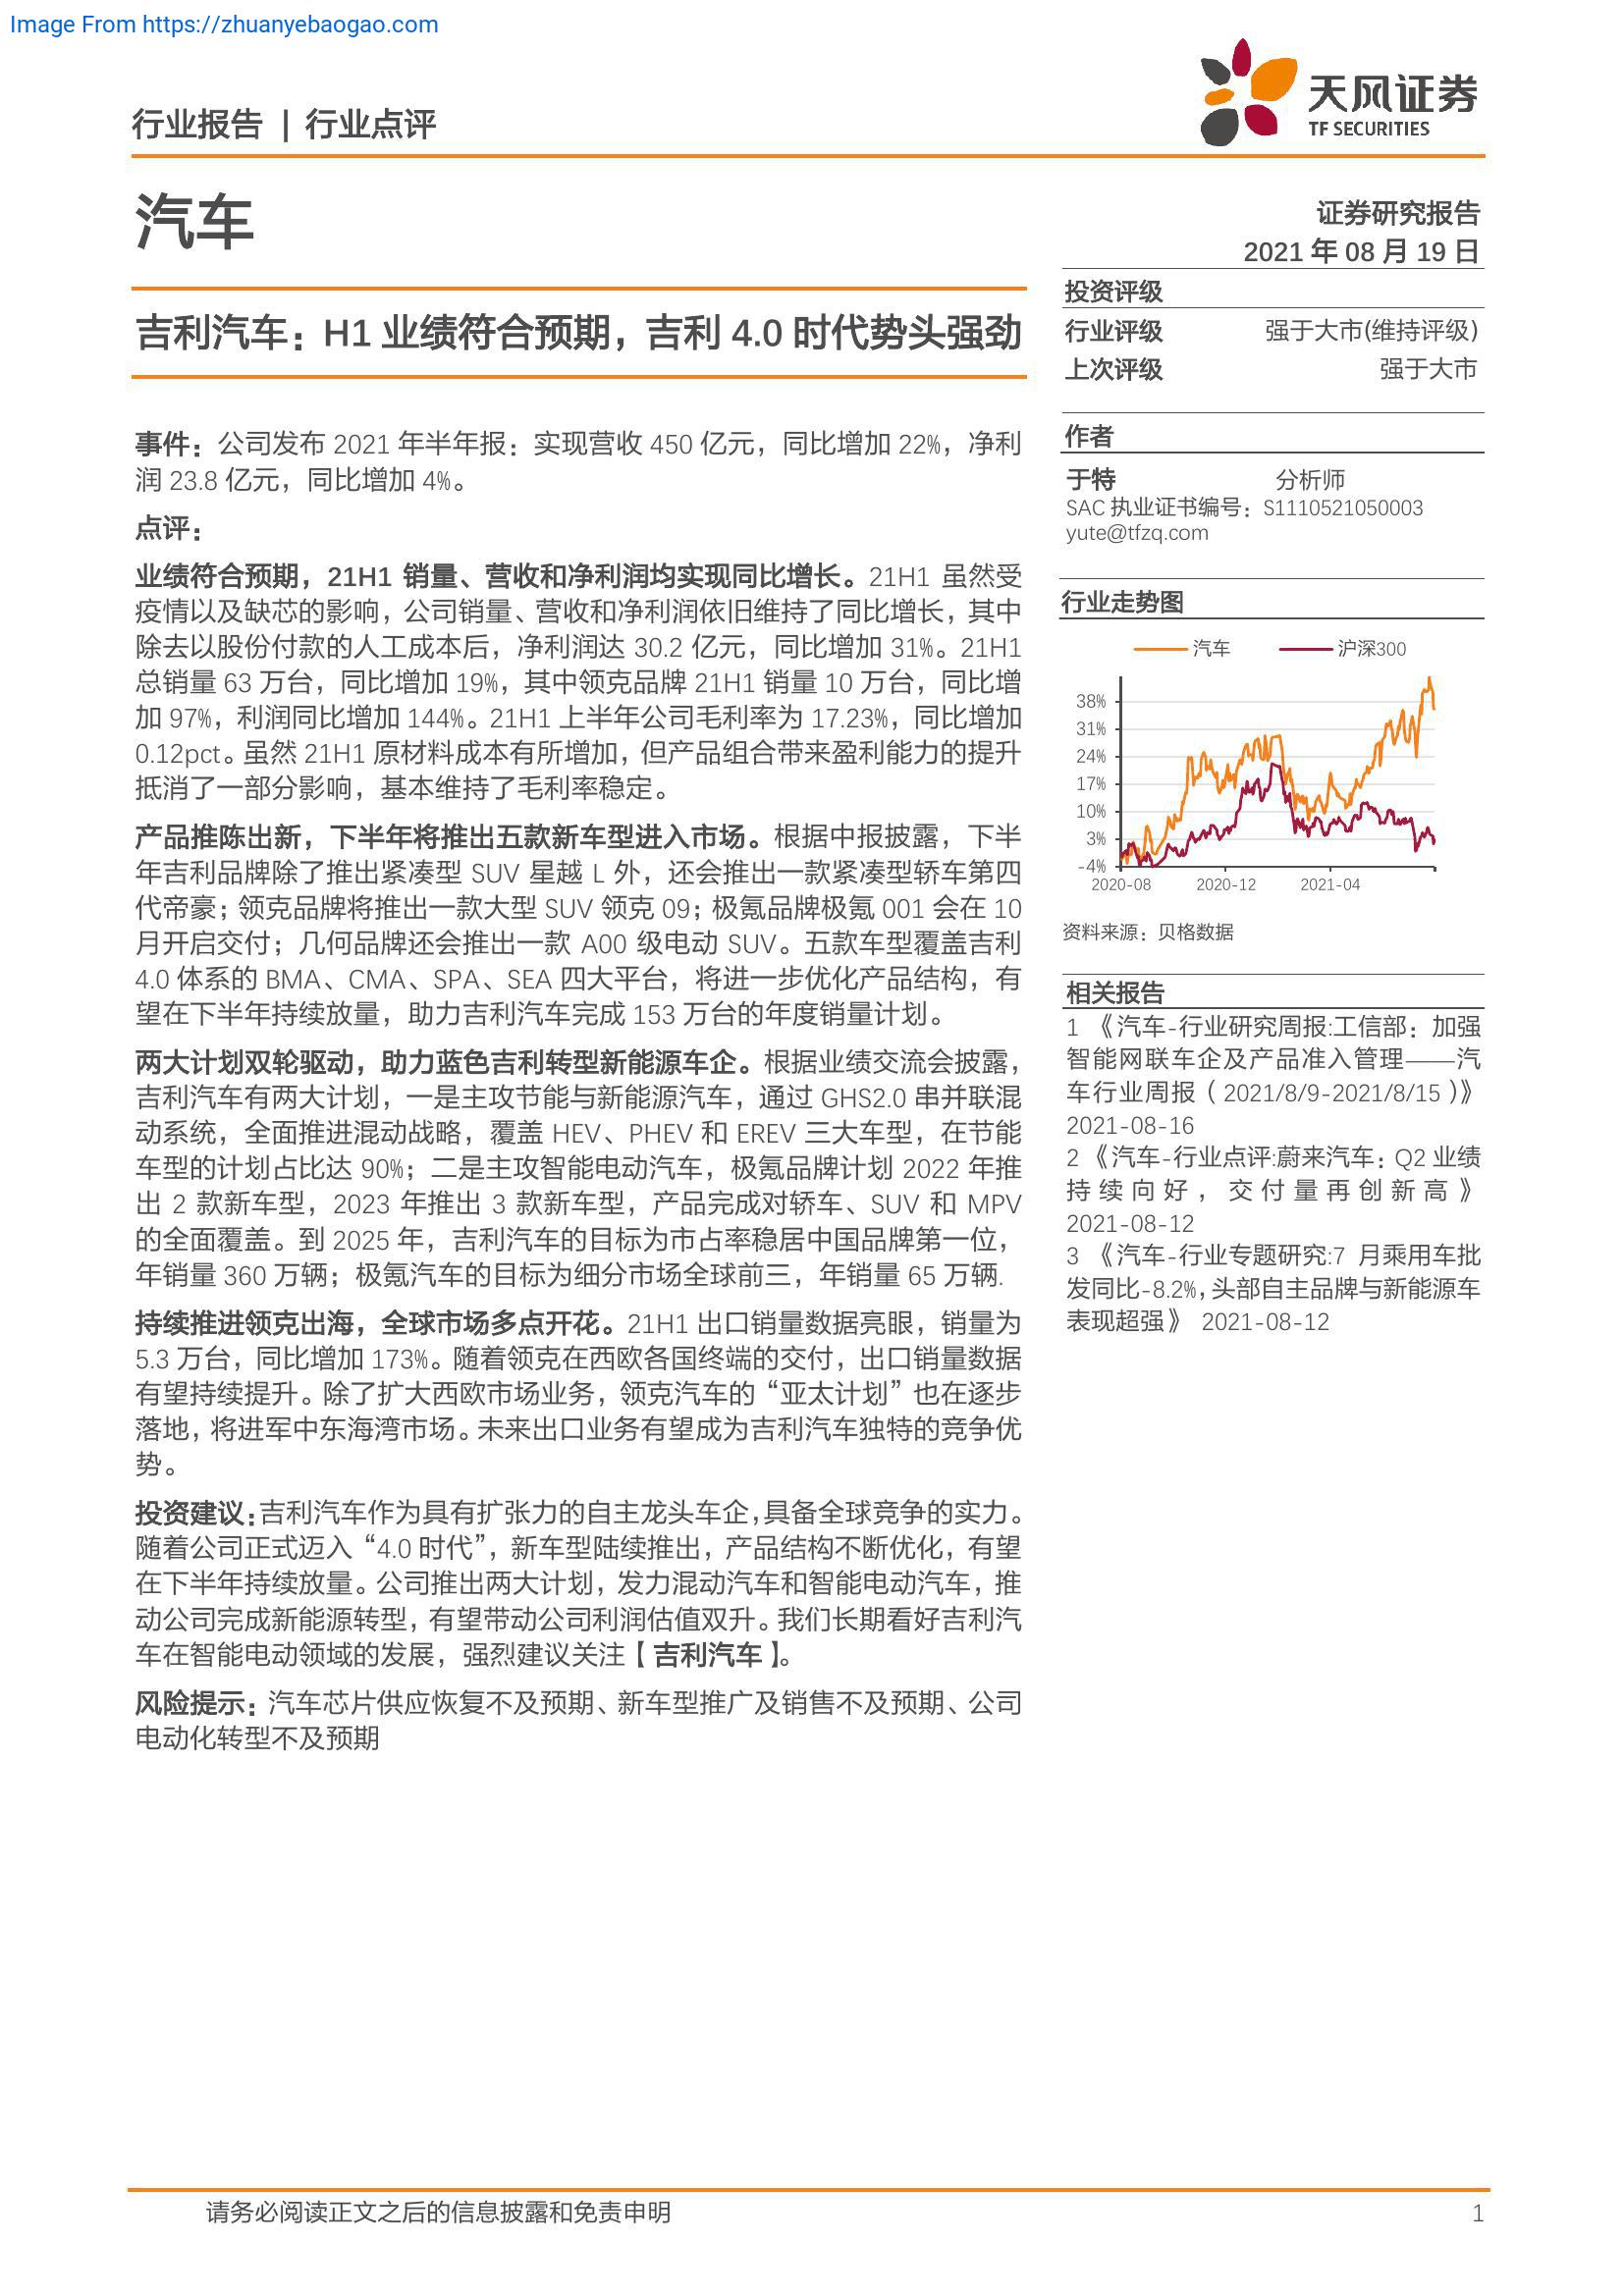 Image From https://zhuanyebaogao.com
行业报告 | 行业点评
天风证券
TF SECURITIES
汽车
证券研究报告
2021 年 08 月 19 日
吉利汽车：H1 业绩符合预期，吉利 4.0 时代势头强劲
投资评级
行业评级 强于大市(维持评级)
上次评级 强于大市
事件：公司发布 2021 年半年报：实现营收 450 亿元，同比增加 22%，净利
润 23.8 亿元，同比增加 4%。
点评：
业绩符合预期，21H1 销量、营收和净利润均实现同比增长。21H1 虽然受
疫情以及缺芯的影响，公司销量、营收和净利润依旧维持了同比增长，其中
除去以股份付款的人工成本后，净利润达 30.2 亿元，同比增加 31%。21H1
总销量 63 万台，同比增加 19%，其中领克品牌 21H1 销量 10 万台，同比增
加 97%，利润同比增加 144%。21H1 上半年公司毛利率为 17.23%，同比增加
0.12pct。虽然 21H1 原材料成本有所增加，但产品组合带来盈利能力的提升
抵消了一部分影响，基本维持了毛利率稳定。
产品推陈出新，下半年将推出五款新车型进入市场。根据中报披露，下半
年吉利品牌除了推出紧凑型 SUV 星越 L 外，还会推出一款紧凑型轿车第四
代帝豪；领克品牌将推出一款大型 SUV 领克 09；极氪品牌极氪 001 会在 10
月开启交付；几何品牌还会推出一款 A00 级电动 SUV。五款车型覆盖吉利
4.0 体系的 BMA、CMA、SPA、SEA 四大平台，将进一步优化产品结构，有
望在下半年持续放量，助力吉利汽车完成 153 万台的年度销量计划。
两大计划双轮驱动，助力蓝色吉利转型新能源车企。根据业绩交流会披露，
吉利汽车有两大计划，一是主攻节能与新能源汽车，通过 GHS2.0 串并联混
动系统，全面推进混动战略，覆盖 HEV、PHEV 和 EREV 三大车型，在节能
车型的计划占比达 90%；二是主攻智能电动汽车，极氪品牌计划 2022 年推
出 2 款新车型，2023 年推出 3 款新车型，产品完成对轿车、SUV 和 MPV
的全面覆盖。到 2025 年，吉利汽车的目标为市占率稳居中国品牌第一位，
年销量 360 万辆；极氪汽车的目标为细分市场全球前三，年销量 65 万辆.
持续推进领克出海，全球市场多点开花。21H1 出口销量数据亮眼，销量为
5.3 万台，同比增加 173%。随着领克在西欧各国终端的交付，出口销量数据
有望持续提升。除了扩大西欧市场业务，领克汽车的“亚太计划”也在逐步
落地，将进军中东海湾市场。未来出口业务有望成为吉利汽车独特的竞争优
势。
投资建议：吉利汽车作为具有扩张力的自主龙头车企，具备全球竞争的实力。
随着公司正式迈入“4.0 时代”，新车型陆续推出，产品结构不断优化，有望
在下半年持续放量。公司推出两大计划，发力混动汽车和智能电动汽车，推
动公司完成新能源转型，有望带动公司利润估值双升。我们长期看好吉利汽
车在智能电动领域的发展，强烈建议关注【吉利汽车】。
风险提示：汽车芯片供应恢复不及预期、新车型推广及销售不及预期、公司
电动化转型不及预期
作者
于特 分析师
SAC 执业证书编号：S1110521050003
yute@tfzq.com
行业走势图
汽车 沪深300
38%
31%
24%
17%
10%
3%
-4%
2020-08 2020-12 2021-04
资料来源：贝格数据
相关报告
1 《汽车-行业研究周报:工信部：加强
智能网联车企及产品准入管理——汽
车行业周报（2021/8/9-2021/8/15）》
2021-08-16
2 《汽车-行业点评:蔚来汽车：Q2 业绩
持续向好，交付量再创新高》
2021-08-12
3 《汽车-行业专题研究:7 月乘用车批
发同比-8.2%,头部自主品牌与新能源车
表现超强》 2021-08-12
请务必阅读正文之后的信息披露和免责申明 1